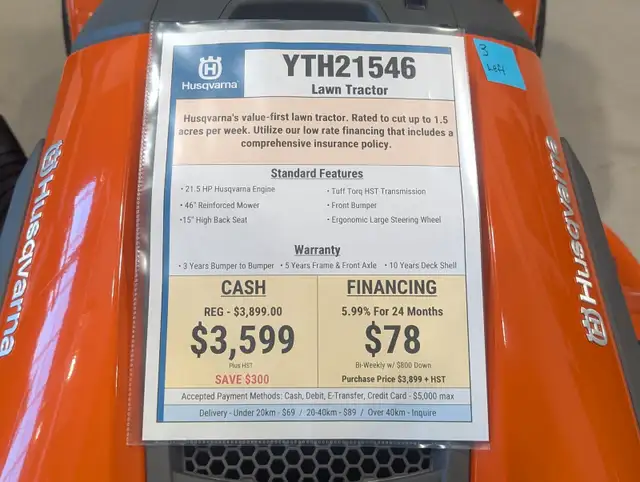 Husqvarna
YTH21546
Lawn Tractor
Husqvarna's value-first lawn tractor. Rated to cut up to 1.5
acres per week. Utilize our low rate financing that includes a
comprehensive insurance policy.
Standard Features
• 21.5 HP Husqvarna Engine
• 46" Reinforced Mower
•15" High Back Seat
• Tuff Torq HST Transmission
• Front Bumper
• Ergonomic Large Steering Wheel
Warranty
• 3 Years Bumper to Bumper • 5 Years Frame & Front Axle • 10 Years Deck Shell
CASH
REG - $3,899.00
$3,599
Plus HST
SAVE $300
FINANCING
5.99% For 24 Months
$78
Bi-Weekly w/ $800 Down
Purchase Price $3,899 + HST
Accepted Payment Methods: Cash, Debit, E-Transfer, Credit Card - $5,000 max
Delivery - Under 20km - $69 / 20-40km - $89 / Over 40km - Inquire
3
Left
Husqvarna
Husqvarna